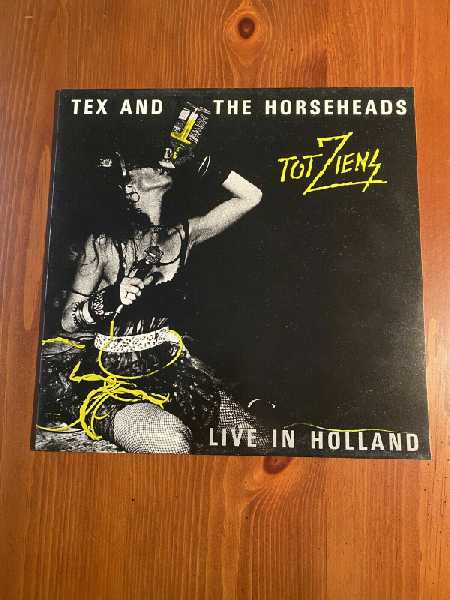 TEX AND THE HORSEHEADS
TOT ZIENS
LIVE IN HOLLAND